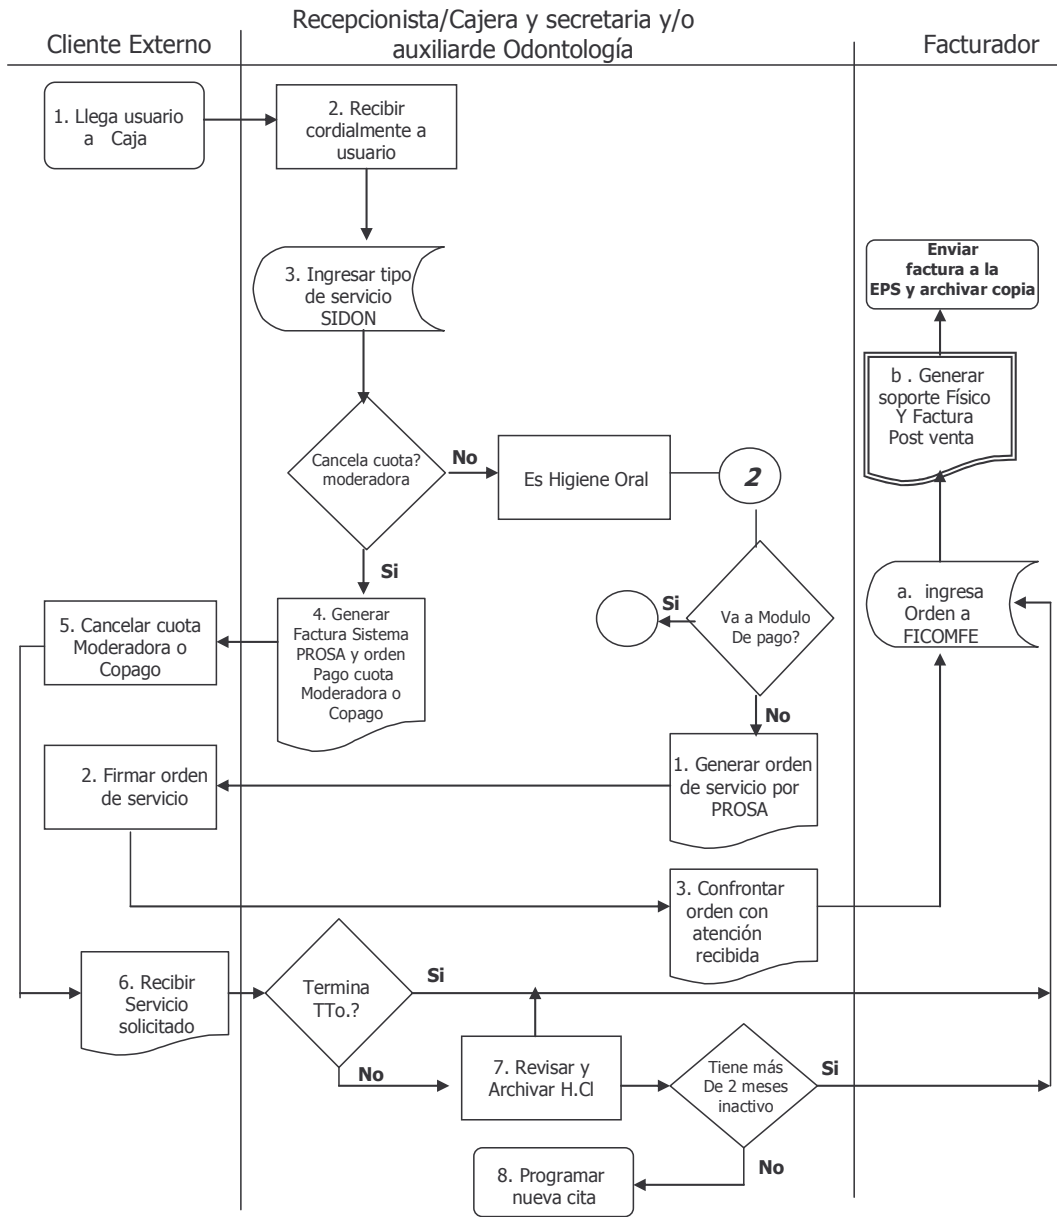 Cliente Externo
Recepcionista/Cajera y secretaria y/o
auxiliarde Odontología
Facturador
1. Llega usuario
a Caja
2. Recibir
cordialmente a
usuario
3. Ingresar tipo
de servicio
SIDON
Cancela cuota?
moderadora
No
Es Higiene Oral
2
Si
4. Generar
Factura Sistema
PROSA y orden
Pago cuota
Moderadora o
Copago
5. Cancelar cuota
Moderadora o
Copago
Va a Modulo
De pago?
Si
No
1. Generar orden
de servicio por
PROSA
2. Firmar orden
de servicio
3. Confrontar
orden con
atención
recibida
Enviar
factura a la
EPS y archivar copia
b . Generar
soporte Físico
Y Factura
Post venta
a. ingresa
Orden a
FICOMFE
6. Recibir
Servicio
solicitado
Termina
TTo.?
Si
No
7. Revisar y
Archivar H.Cl
Tiene más
De 2 meses
inactivo
Si
No
8. Programar
nueva cita